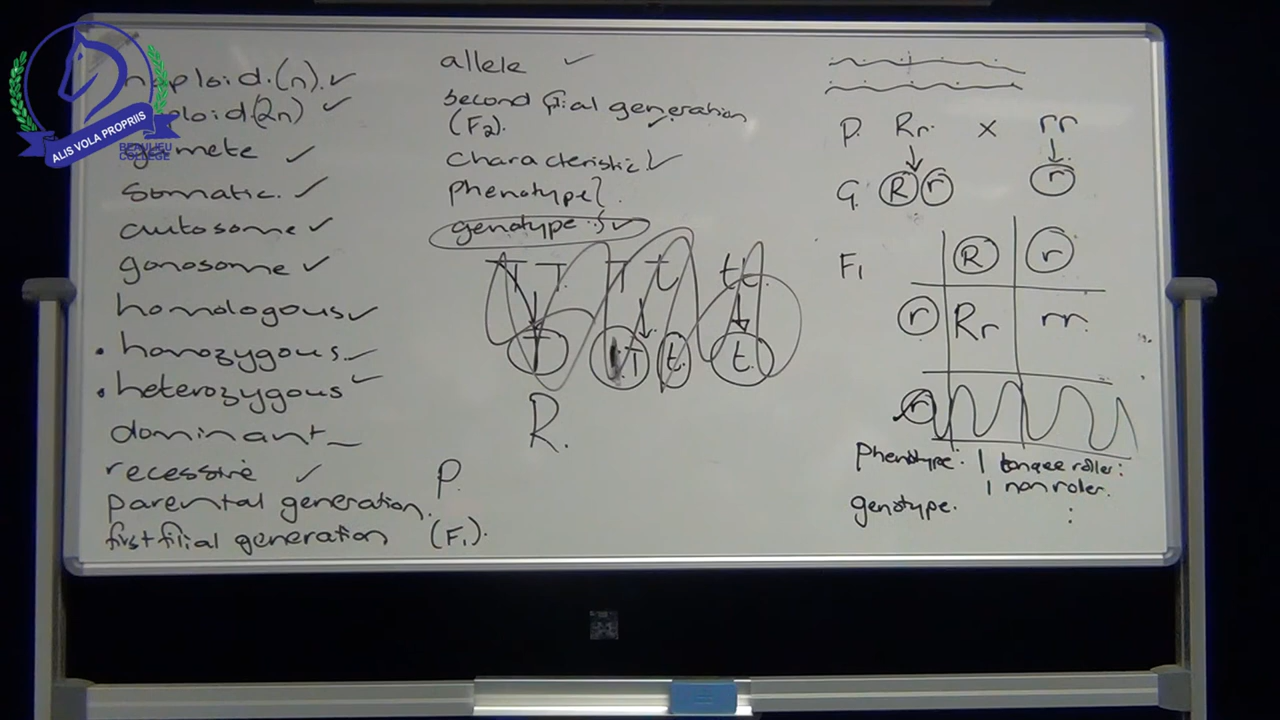 ALIS VOLA PROPRIIS
BEAULIEU
COLLEGE
haploid.(n). ✓
diploid(2n) ✓
gamete ✓
somatic. ✓
autosome ✓
gonosome ✓
homologous ✓
• homozygous ✓
• heterozygous ✓
dominant
recessive ✓
parental generation. P.
first filial generation (F₁).
allele ✓
second filial generation
(F₂). ✓
characteristic. ✓
phenotype
genotype ✓
T T T t tt
T T t t
R.
P. Rr × rr
G. R r r
F₁ R r
r Rr rr
r
phenotype: 1 tongue roller:
1 non roller.
genotype. :